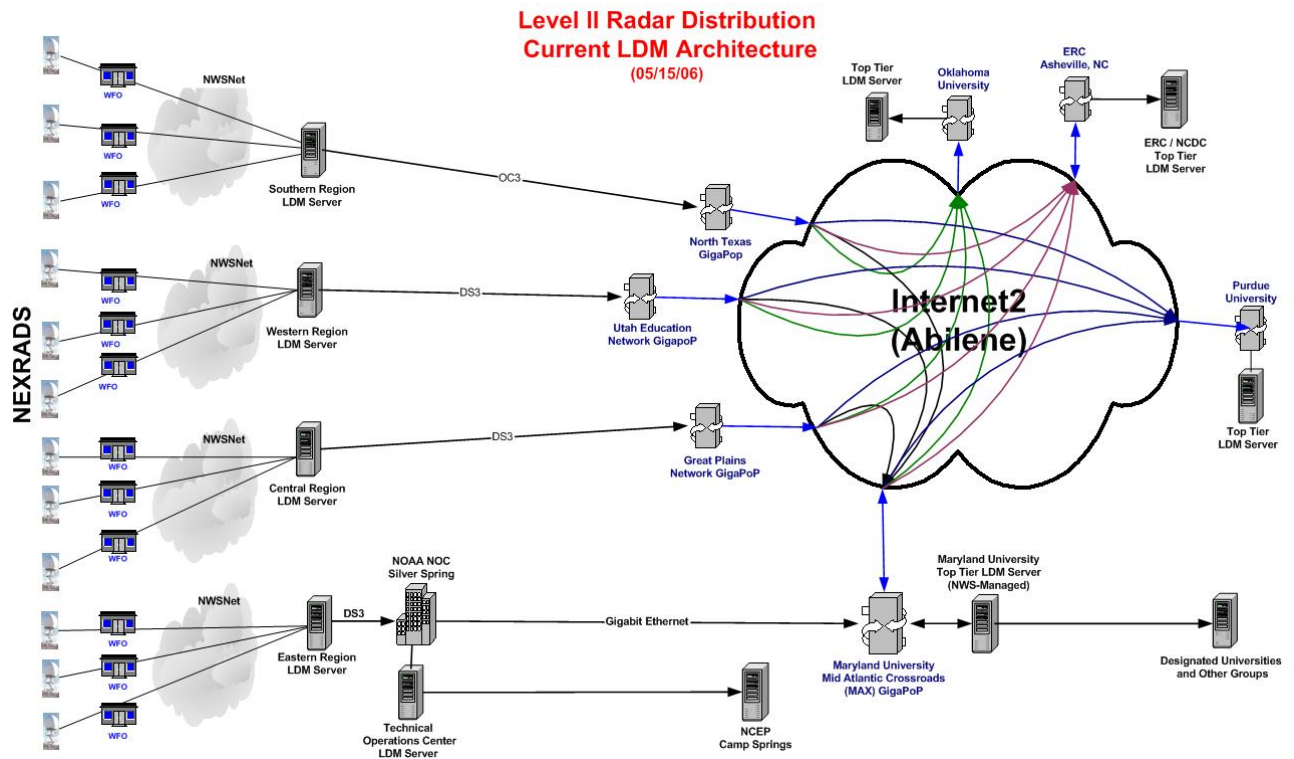 Level II Radar Distribution
Current LDM Architecture
(05/15/06)
NEXRADS
WFO
WFO
WFO
NWSNet
Southern Region
LDM Server
OC3
North Texas
GigaPop
Top Tier
LDM Server
Oklahoma
University
ERC
Asheville, NC
ERC / NCDC
Top Tier
LDM Server
WFO
WFO
WFO
NWSNet
Western Region
LDM Server
DS3
Utah Education
Network GigapoP
Internet2
(Abilene)
Purdue
University
Top Tier
LDM Server
WFO
WFO
WFO
NWSNet
Central Region
LDM Server
DS3
Great Plains
Network GigaPoP
WFO
WFO
WFO
NWSNet
Eastern Region
LDM Server
DS3
NOAA NOC
Silver Spring
Gigabit Ethernet
Maryland University
Mid Atlantic Crossroads
(MAX) GigaPoP
Maryland University
Top Tier LDM Server
(NWS-Managed)
Designated Universities
and Other Groups
Technical
Operations Center
LDM Server
NCEP
Camp Springs